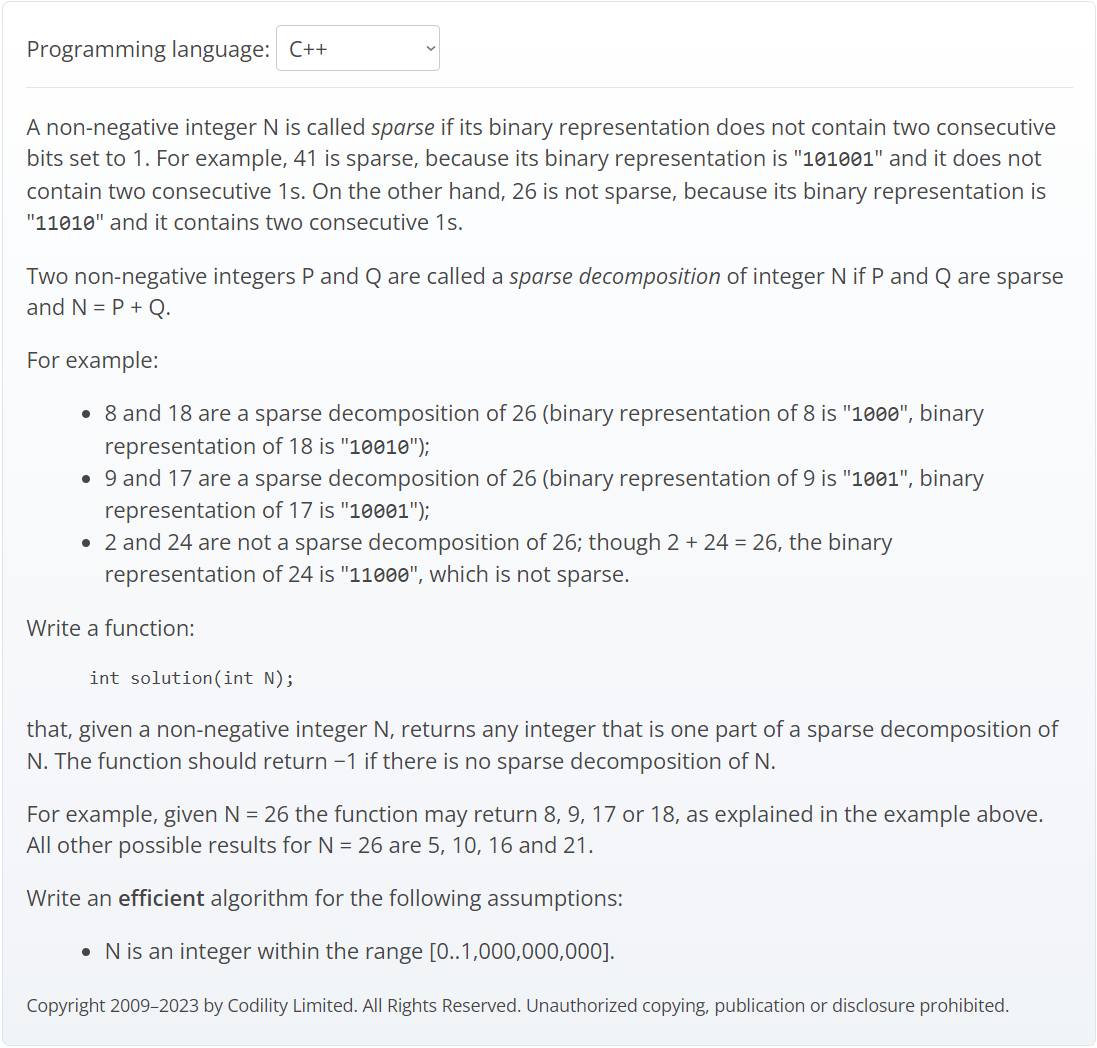 Programming language: C++
A non-negative integer N is called sparse if its binary representation does not contain two consecutive
bits set to 1. For example, 41 is sparse, because its binary representation is "101001" and it does not
contain two consecutive 1s. On the other hand, 26 is not sparse, because its binary representation is
"11010" and it contains two consecutive 1s.
Two non-negative integers P and Q are called a sparse decomposition of integer N if P and Q are sparse
and N = P + Q.
For example:
• 8 and 18 are a sparse decomposition of 26 (binary representation of 8 is "1000", binary
representation of 18 is "10010");
• 9 and 17 are a sparse decomposition of 26 (binary representation of 9 is "1001", binary
representation of 17 is "10001");
• 2 and 24 are not a sparse decomposition of 26; though 2 + 24 = 26, the binary
representation of 24 is "11000", which is not sparse.
Write a function:
int solution(int N);
that, given a non-negative integer N, returns any integer that is one part of a sparse decomposition of
N. The function should return −1 if there is no sparse decomposition of N.
For example, given N = 26 the function may return 8, 9, 17 or 18, as explained in the example above.
All other possible results for N = 26 are 5, 10, 16 and 21.
Write an efficient algorithm for the following assumptions:
• N is an integer within the range [0..1,000,000,000].
Copyright 2009–2023 by Codility Limited. All Rights Reserved. Unauthorized copying, publication or disclosure prohibited.